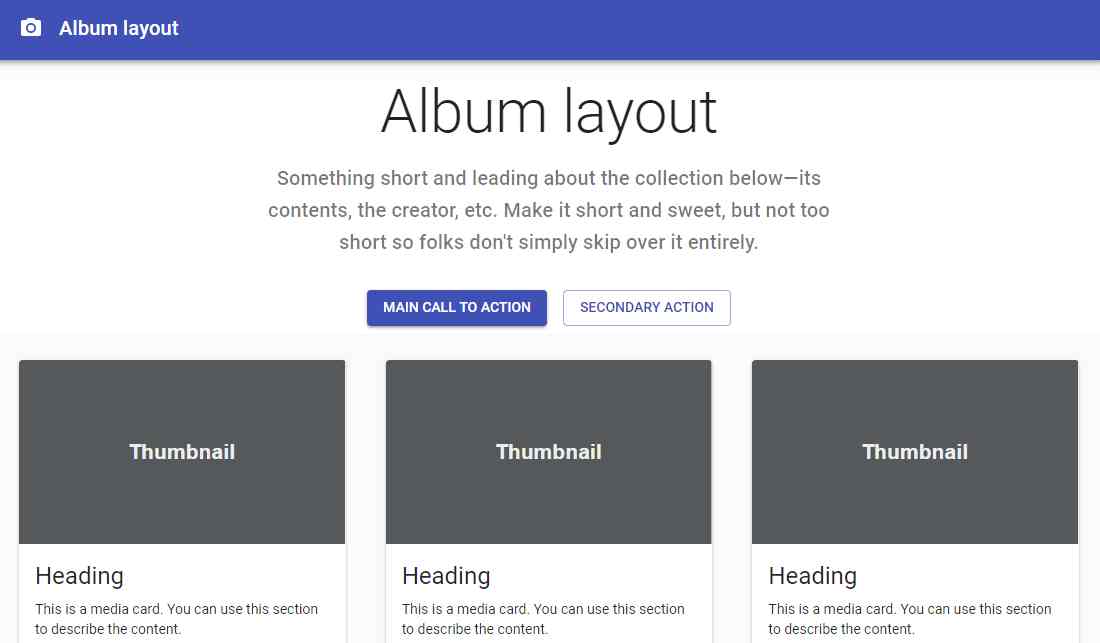 Album layout
Album layout
Something short and leading about the collection below—its
contents, the creator, etc. Make it short and sweet, but not too
short so folks don't simply skip over it entirely.
MAIN CALL TO ACTION
SECONDARY ACTION
Thumbnail
Heading
This is a media card. You can use this section
to describe the content.
Thumbnail
Heading
This is a media card. You can use this section
to describe the content.
Thumbnail
Heading
This is a media card. You can use this section
to describe the content.